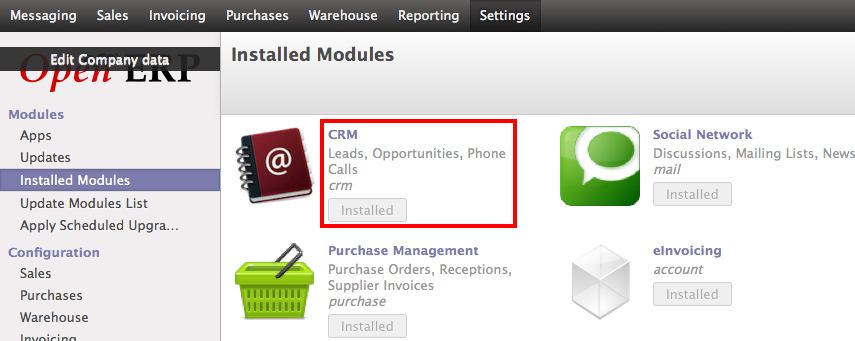 Messaging Sales Invoicing Purchases Warehouse Reporting Settings
Edit Company data
Open ERP
Modules
Apps
Updates
Installed Modules
Update Modules List
Apply Scheduled Upgra...
Configuration
Sales
Purchases
Warehouse
Invoicing
Installed Modules
@
CRM
Leads, Opportunities, Phone
Calls
crm
Installed
Social Network
Discussions, Mailing Lists, News
mail
Installed
Purchase Management
Purchase Orders, Receptions,
Supplier Invoices
purchase
Installed
eInvoicing
account
Installed